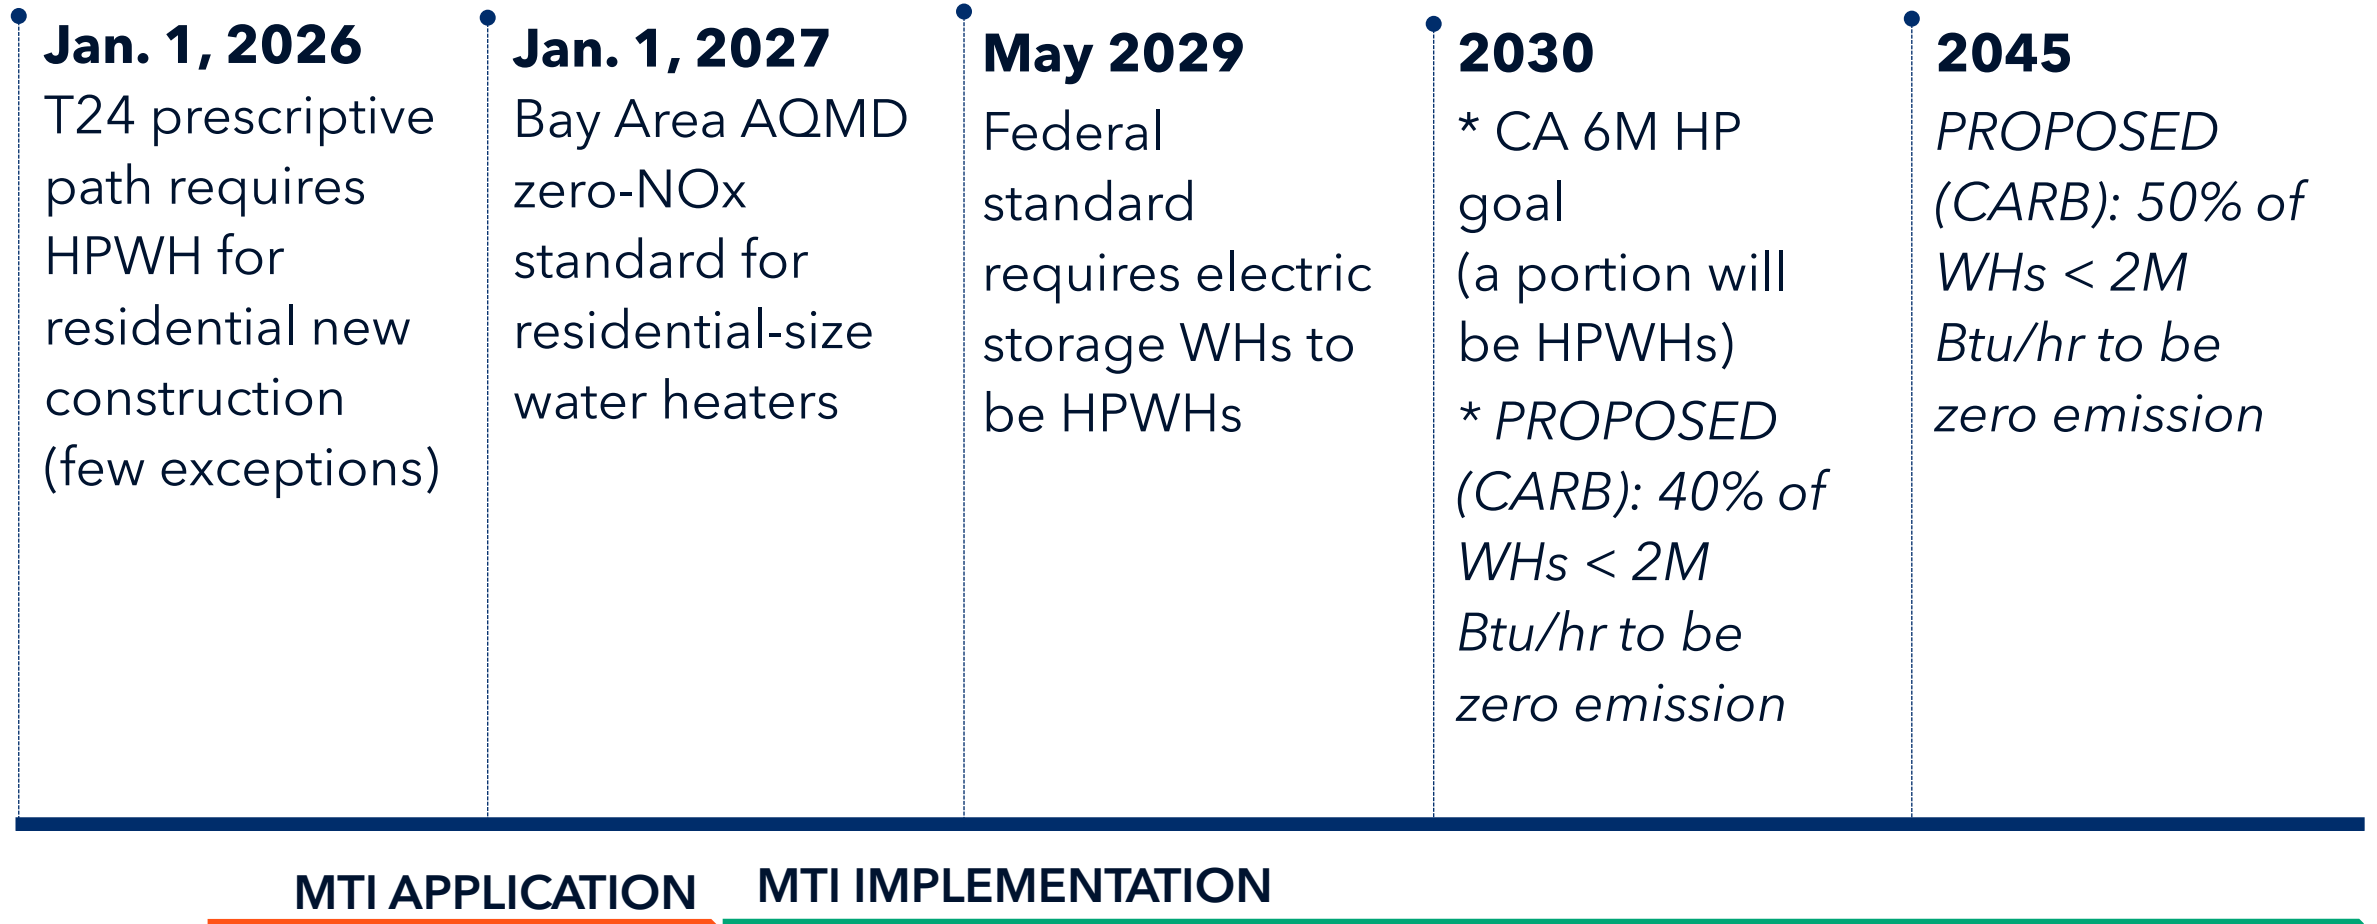 Jan. 1, 2026
T24 prescriptive
path requires
HPWH for
residential new
construction
(few exceptions)
Jan. 1, 2027
Bay Area AQMD
zero-NOx
standard for
residential-size
water heaters
May 2029
Federal
standard
requires electric
storage WHs to
be HPWHs
2030
* CA 6M HP
goal
(a portion will
be HPWHs)
* PROPOSED
(CARB): 40% of
WHs < 2M
Btu/hr to be
zero emission
2045
PROPOSED
(CARB): 50% of
WHs < 2M
Btu/hr to be
zero emission
MTI APPLICATION
MTI IMPLEMENTATION